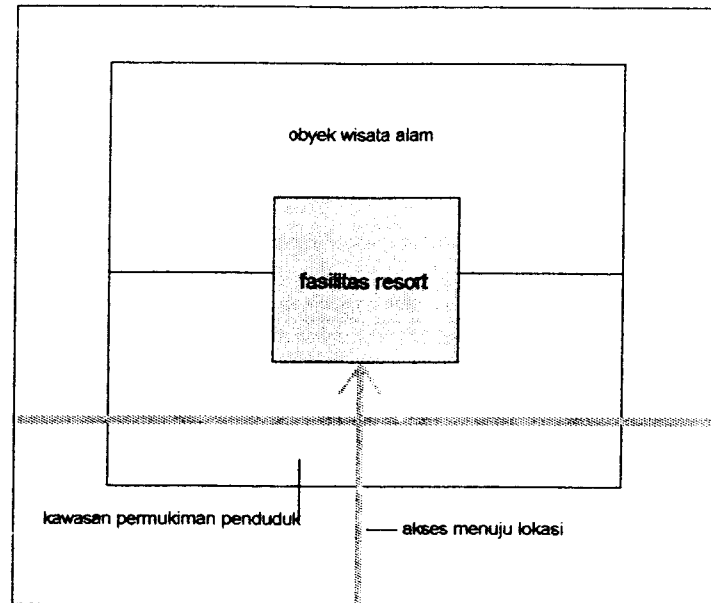 obyek wisata alam
fasilitas resort
kawasan permukiman penduduk
akses menuju lokasi